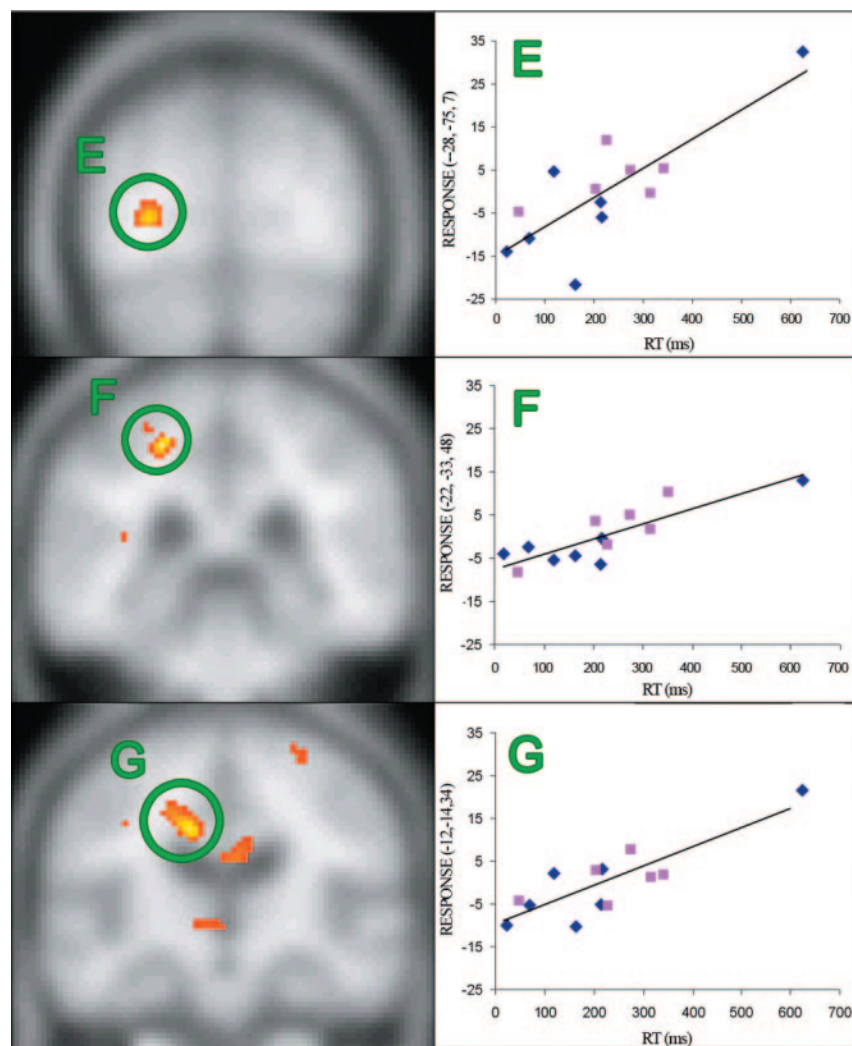 E
E
35
25
15
5
-5
-15
-25
RESPONSE (--28, -75, 7)
0 100 200 300 400 500 600 700
RT (ms)
F
F
35
25
15
5
-5
-15
-25
RESPONSE (-22, -33, 48)
0 100 200 300 400 500 600 700
RT (ms)
G
G
35
25
15
5
-5
-15
-25
RESPONSE (-12,-14,34)
0 100 200 300 400 500 600 700
RT (ms)